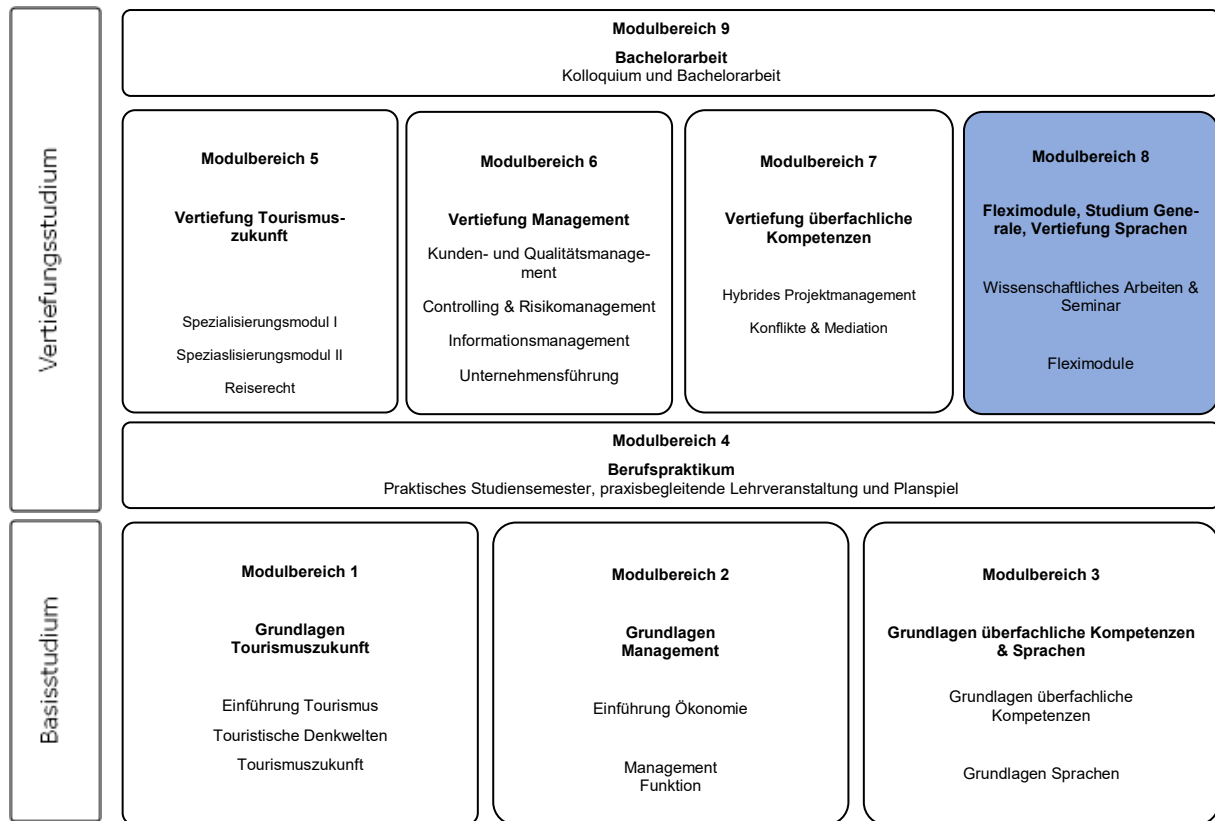 Vertiefungsstudium
Modulbereich 9
Bachelorarbeit
Kolloquium und Bachelorarbeit
Modulbereich 5
Vertiefung Tourismus-
zukunft
Spezialisierungsmodul I
Speziaslisierungsmodul II
Reiserecht
Modulbereich 6
Vertiefung Management
Kunden- und Qualitätsmanage-
ment
Controlling & Risikomanagement
Informationsmanagement
Unternehmensführung
Modulbereich 7
Vertiefung überfachliche
Kompetenzen
Hybrides Projektmanagement
Konflikte & Mediation
Modulbereich 8
Fleximodule, Studium Gene-
rale, Vertiefung Sprachen
Wissenschaftliches Arbeiten &
Seminar
Fleximodule
Modulbereich 4
Berufspraktikum
Praktisches Studiensemester, praxisbegleitende Lehrveranstaltung und Planspiel
Basisstudium
Modulbereich 1
Grundlagen
Tourismuszukunft
Einführung Tourismus
Touristische Denkwelten
Tourismuszukunft
Modulbereich 2
Grundlagen
Management
Einführung Ökonomie
Management
Funktion
Modulbereich 3
Grundlagen überfachliche Kompetenzen
& Sprachen
Grundlagen überfachliche
Kompetenzen
Grundlagen Sprachen